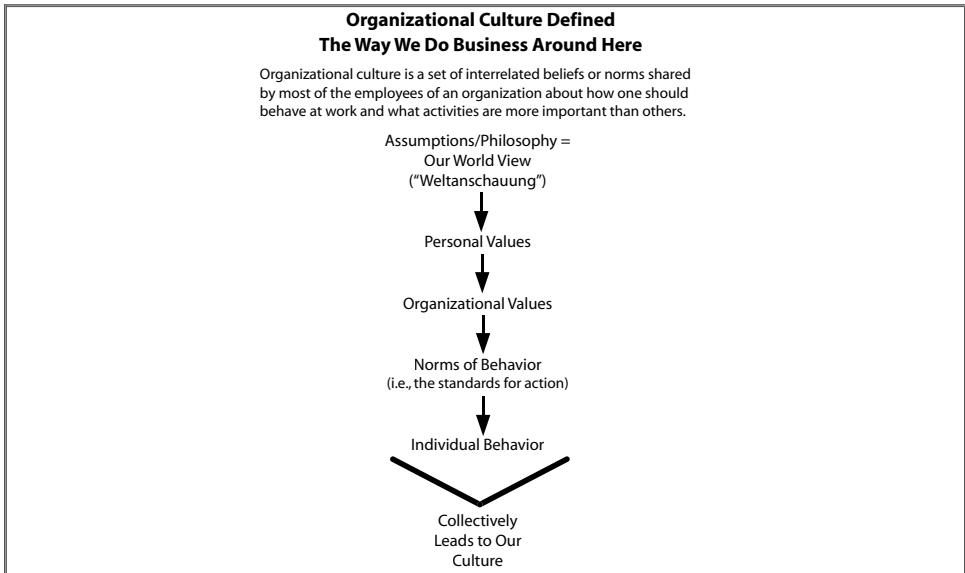 Organizational Culture Defined
The Way We Do Business Around Here
Organizational culture is a set of interrelated beliefs or norms shared
by most of the employees of an organization about how one should
behave at work and what activities are more important than others.
Assumptions/Philosophy =
Our World View
(“Weltanschauung”)
Personal Values
Organizational Values
Norms of Behavior
(i.e., the standards for action)
Individual Behavior
Collectively
Leads to Our
Culture